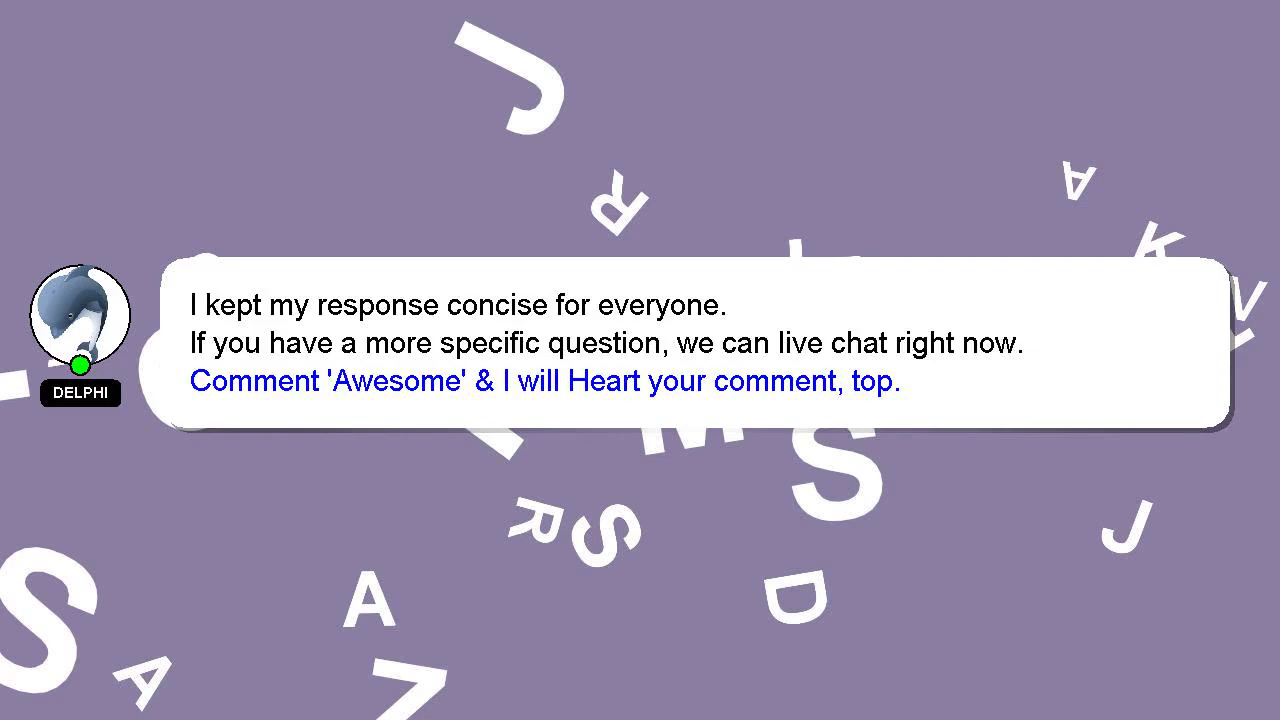 J
R
A
K
V
I kept my response concise for everyone.
If you have a more specific question, we can live chat right now.
Comment 'Awesome' & I will Heart your comment, top.
DELPHI
M
S
R
S
J
S
A
D
A
Z